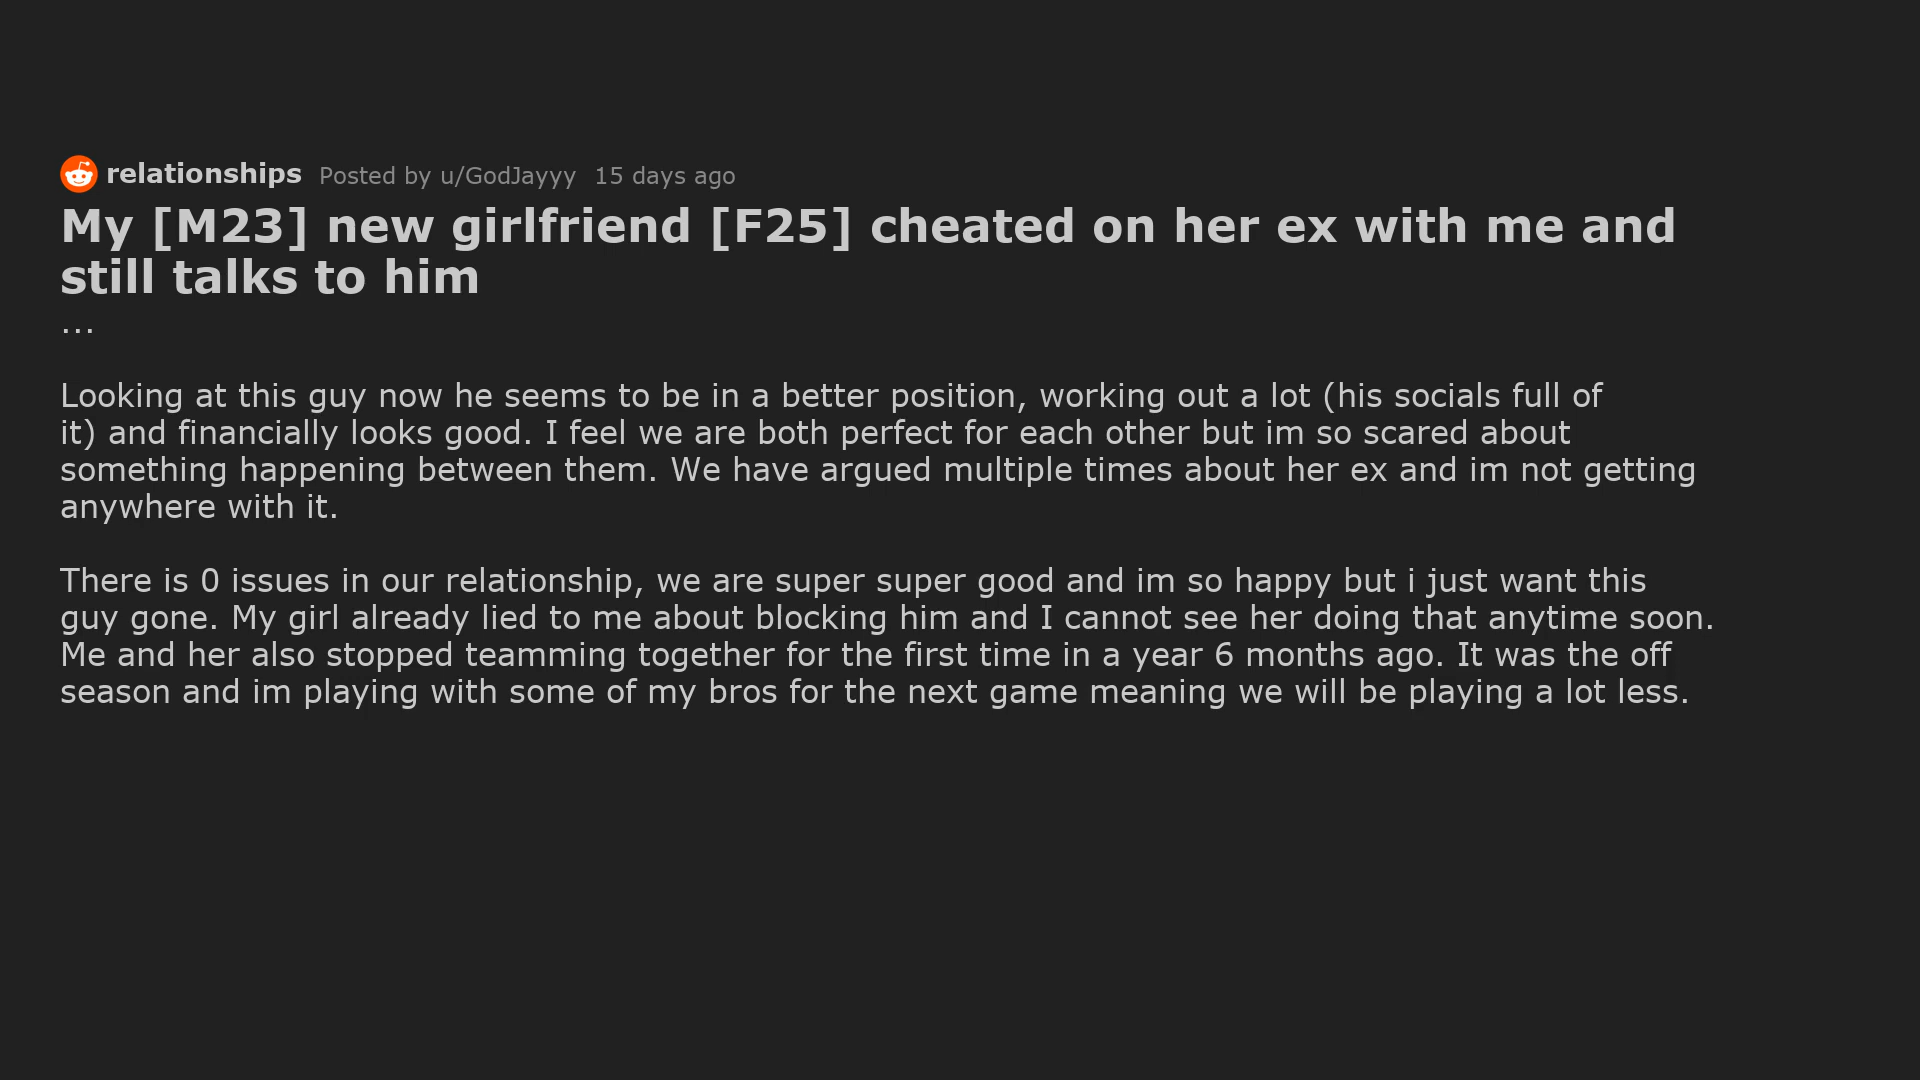 relationships Posted by u/GodJayyy 15 days ago
My [M23] new girlfriend [F25] cheated on her ex with me and
still talks to him
...
Looking at this guy now he seems to be in a better position, working out a lot (his socials full of
it) and financially looks good. I feel we are both perfect for each other but im so scared about
something happening between them. We have argued multiple times about her ex and im not getting
anywhere with it.
There is 0 issues in our relationship, we are super super good and im so happy but i just want this
guy gone. My girl already lied to me about blocking him and I cannot see her doing that anytime soon.
Me and her also stopped teamming together for the first time in a year 6 months ago. It was the off
season and im playing with some of my bros for the next game meaning we will be playing a lot less.